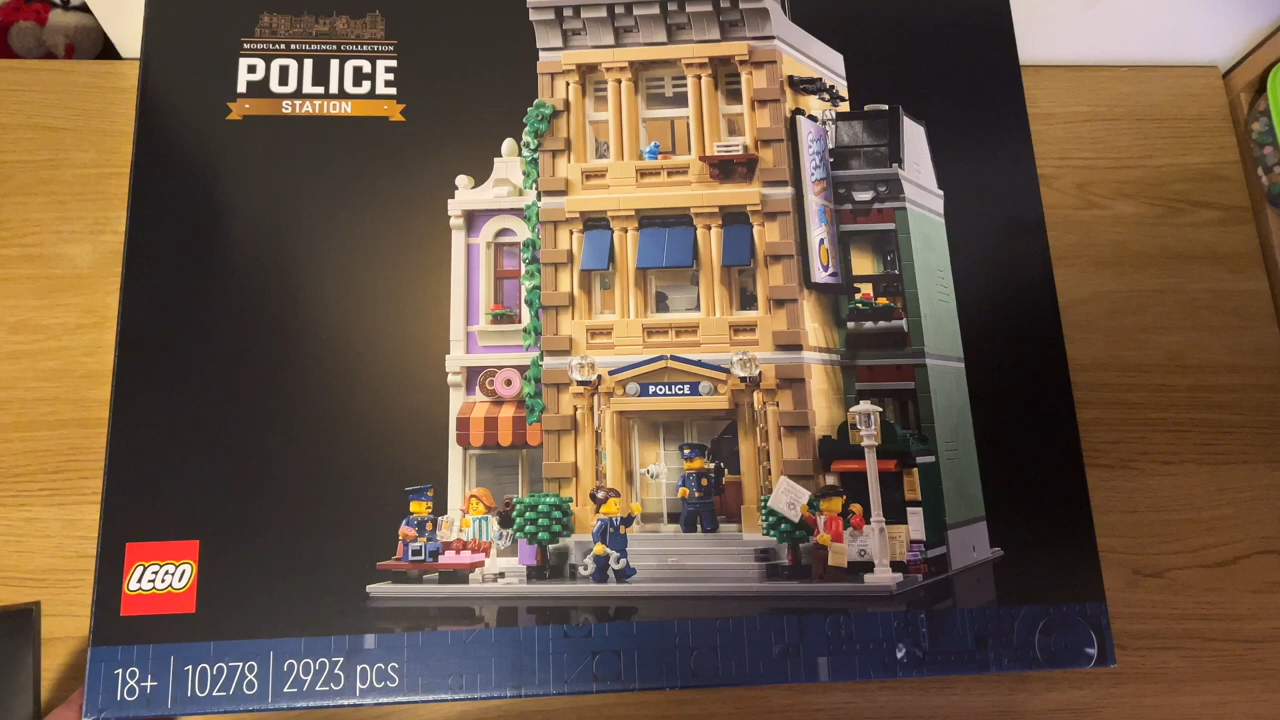 MODULAR BUILDINGS COLLECTION
POLICE
STATION
POLICE
LEGO
18+ | 10278 | 2923 pcs